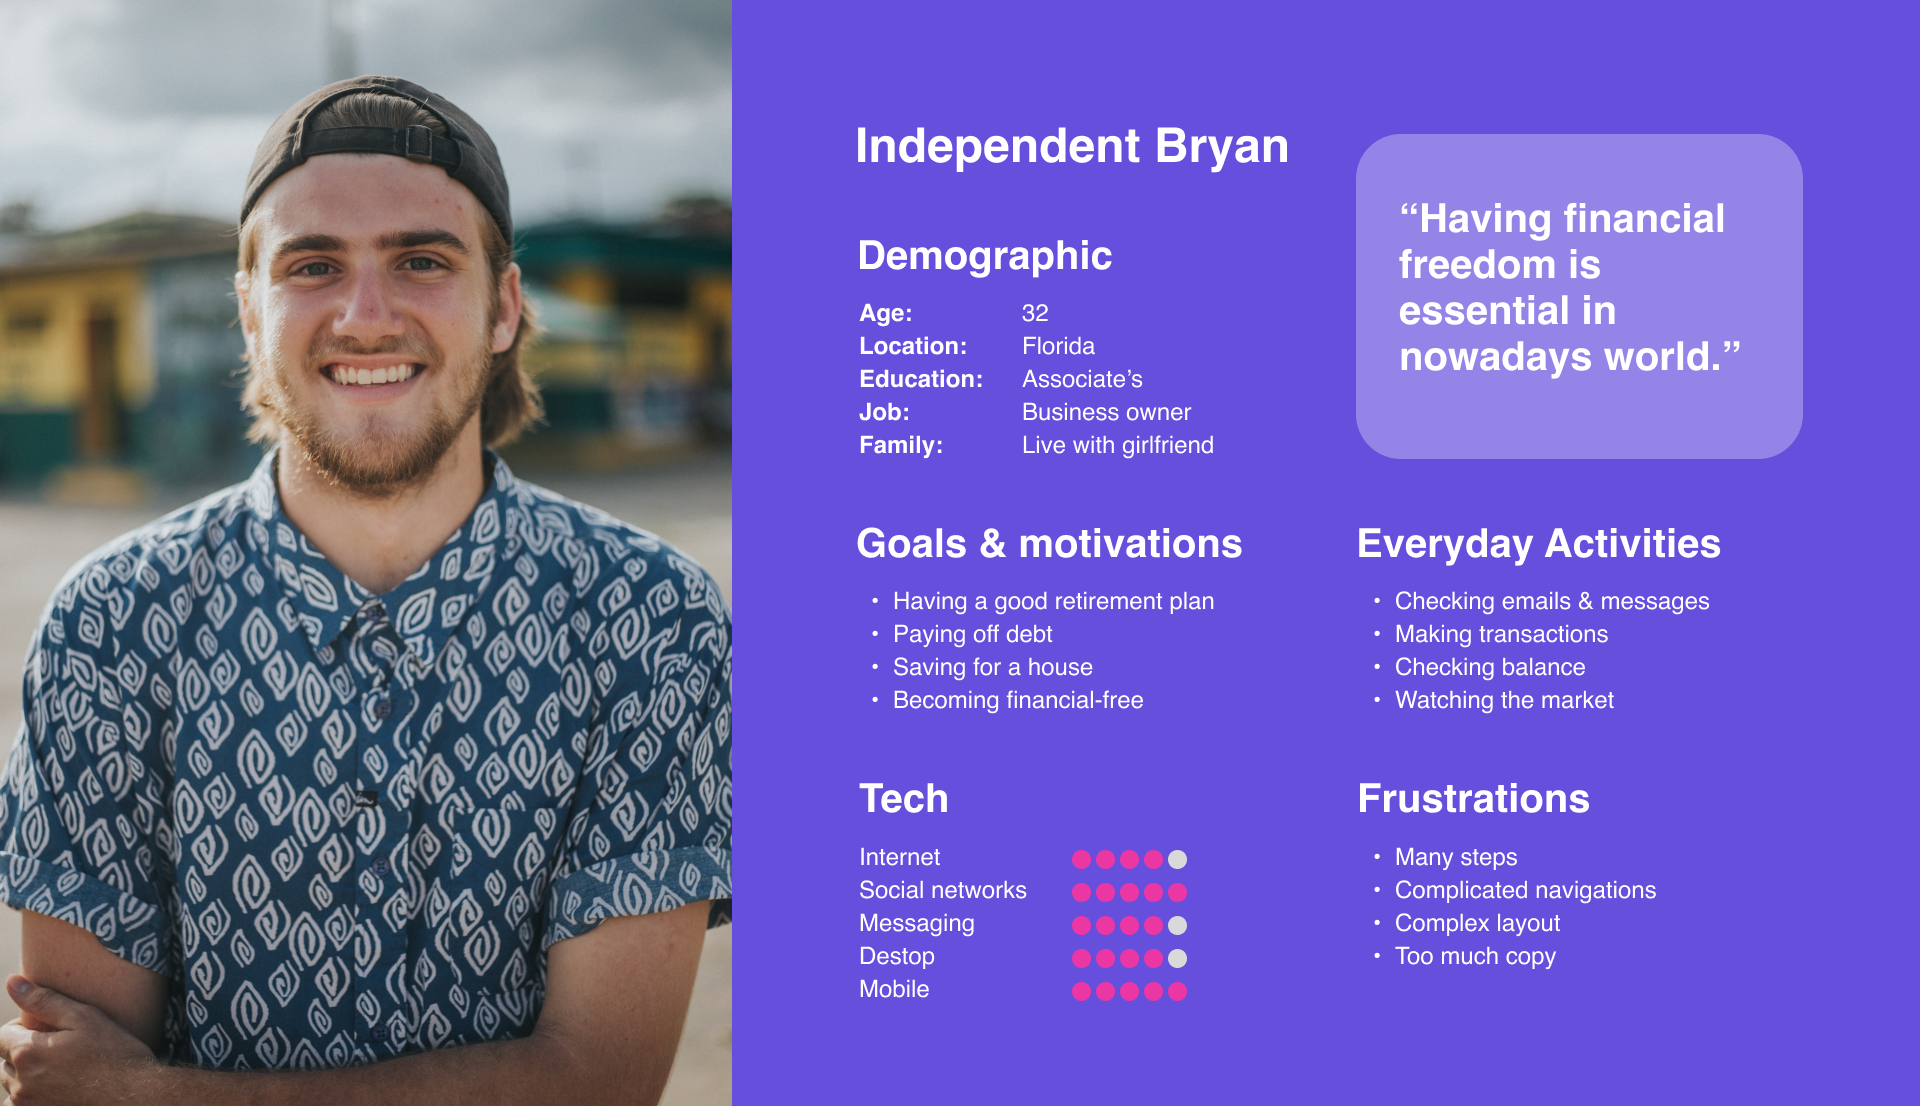 Independent Bryan
“Having financial
freedom is
essential in
nowadays world.”
Demographic
Age: 32
Location: Florida
Education: Associate’s
Job: Business owner
Family: Live with girlfriend
Goals & motivations
• Having a good retirement plan
• Paying off debt
• Saving for a house
• Becoming financial-free
Everyday Activities
• Checking emails & messages
• Making transactions
• Checking balance
• Watching the market
Tech
Internet
Social networks
Messaging
Destop
Mobile
Frustrations
• Many steps
• Complicated navigations
• Complex layout
• Too much copy